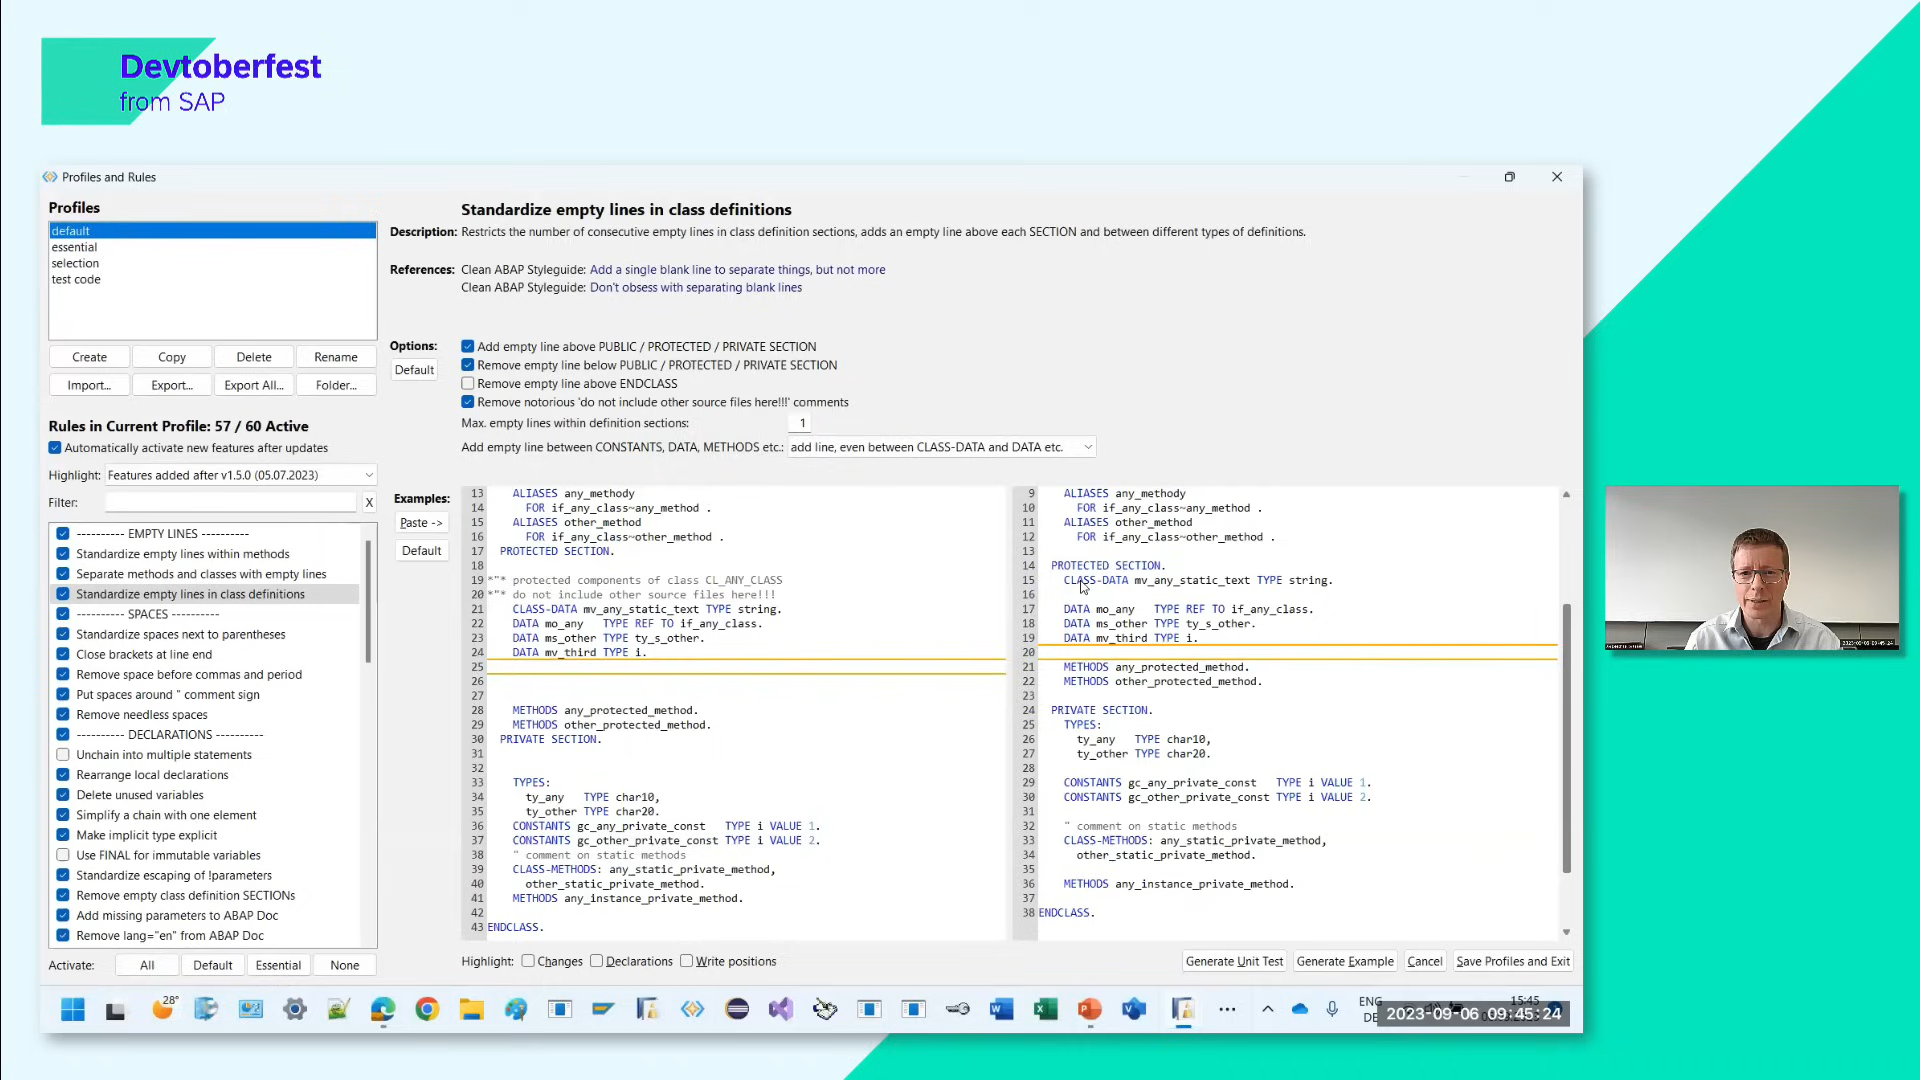 Devtoberfest
from SAP
Profiles and Rules
Profiles
default
essential
selection
test code
Create Copy Delete Rename
Import... Export... Export All... Folder...
Rules in Current Profile: 57 / 60 Active
Automatically activate new features after updates
Highlight: Features added after v1.5.0 (05.07.2023)
Filter: X
---------- EMPTY LINES ----------
Standardize empty lines within methods
Separate methods and classes with empty lines
Standardize empty lines in class definitions
---------- SPACES ----------
Standardize spaces next to parentheses
Close brackets at line end
Remove space before commas and period
Put spaces around " comment sign
Remove needless spaces
---------- DECLARATIONS ----------
Unchain into multiple statements
Rearrange local declarations
Delete unused variables
Simplify a chain with one element
Make implicit type explicit
Use FINAL for immutable variables
Standardize escaping of !parameters
Remove empty class definition SECTIONs
Add missing parameters to ABAP Doc
Remove lang="en" from ABAP Doc
Activate: All Default Essential None
Standardize empty lines in class definitions
Description: Restricts the number of consecutive empty lines in class definition sections, adds an empty line above each SECTION and between different types of definitions.
References: Clean ABAP Styleguide: Add a single blank line to separate things, but not more
Clean ABAP Styleguide: Don't obsess with separating blank lines
Options: Add empty line above PUBLIC / PROTECTED / PRIVATE SECTION
Default Remove empty line below PUBLIC / PROTECTED / PRIVATE SECTION
Remove empty line above ENDCLASS
Remove notorious 'do not include other source files here!!!' comments
Max. empty lines within definition sections: 1
Add empty line between CONSTANTS, DATA, METHODS etc.: add line, even between CLASS-DATA and DATA etc.
Examples:
Paste ->
Default
13 ALIASES any_methody
14 FOR if_any_class~any_method .
15 ALIASES other_method
16 FOR if_any_class~other_method .
17 PROTECTED SECTION.
18
19 *"* protected components of class CL_ANY_CLASS
20 *"* do not include other source files here!!!
21 CLASS-DATA mv_any_static_text TYPE string.
22 DATA mo_any TYPE REF TO if_any_class.
23 DATA ms_other TYPE ty_s_other.
24 DATA mv_third TYPE i.
25
26
27
28 METHODS any_protected_method.
29 METHODS other_protected_method.
30 PRIVATE SECTION.
31
32
33 TYPES:
34 ty_any TYPE char10,
35 ty_other TYPE char20.
36 CONSTANTS gc_any_private_const TYPE i VALUE 1.
37 CONSTANTS gc_other_private_const TYPE i VALUE 2.
38 " comment on static methods
39 CLASS-METHODS: any_static_private_method,
40 other_static_private_method.
41 METHODS any_instance_private_method.
42
43 ENDCLASS.
9 ALIASES any_methody
10 FOR if_any_class~any_method .
11 ALIASES other_method
12 FOR if_any_class~other_method .
13
14 PROTECTED SECTION.
15 CLASS-DATA mv_any_static_text TYPE string.
16
17 DATA mo_any TYPE REF TO if_any_class.
18 DATA ms_other TYPE ty_s_other.
19 DATA mv_third TYPE i.
20
21 METHODS any_protected_method.
22 METHODS other_protected_method.
23
24 PRIVATE SECTION.
25 TYPES:
26 ty_any TYPE char10,
27 ty_other TYPE char20.
28
29 CONSTANTS gc_any_private_const TYPE i VALUE 1.
30 CONSTANTS gc_other_private_const TYPE i VALUE 2.
31
32 " comment on static methods
33 CLASS-METHODS: any_static_private_method,
34 other_static_private_method.
35
36 METHODS any_instance_private_method.
37
38 ENDCLASS.
Highlight: Changes Declarations Write positions
Generate Unit Test Generate Example Cancel Save Profiles and Exit
28°
ENG
DE
15:45
2023-09-06 09:45:24